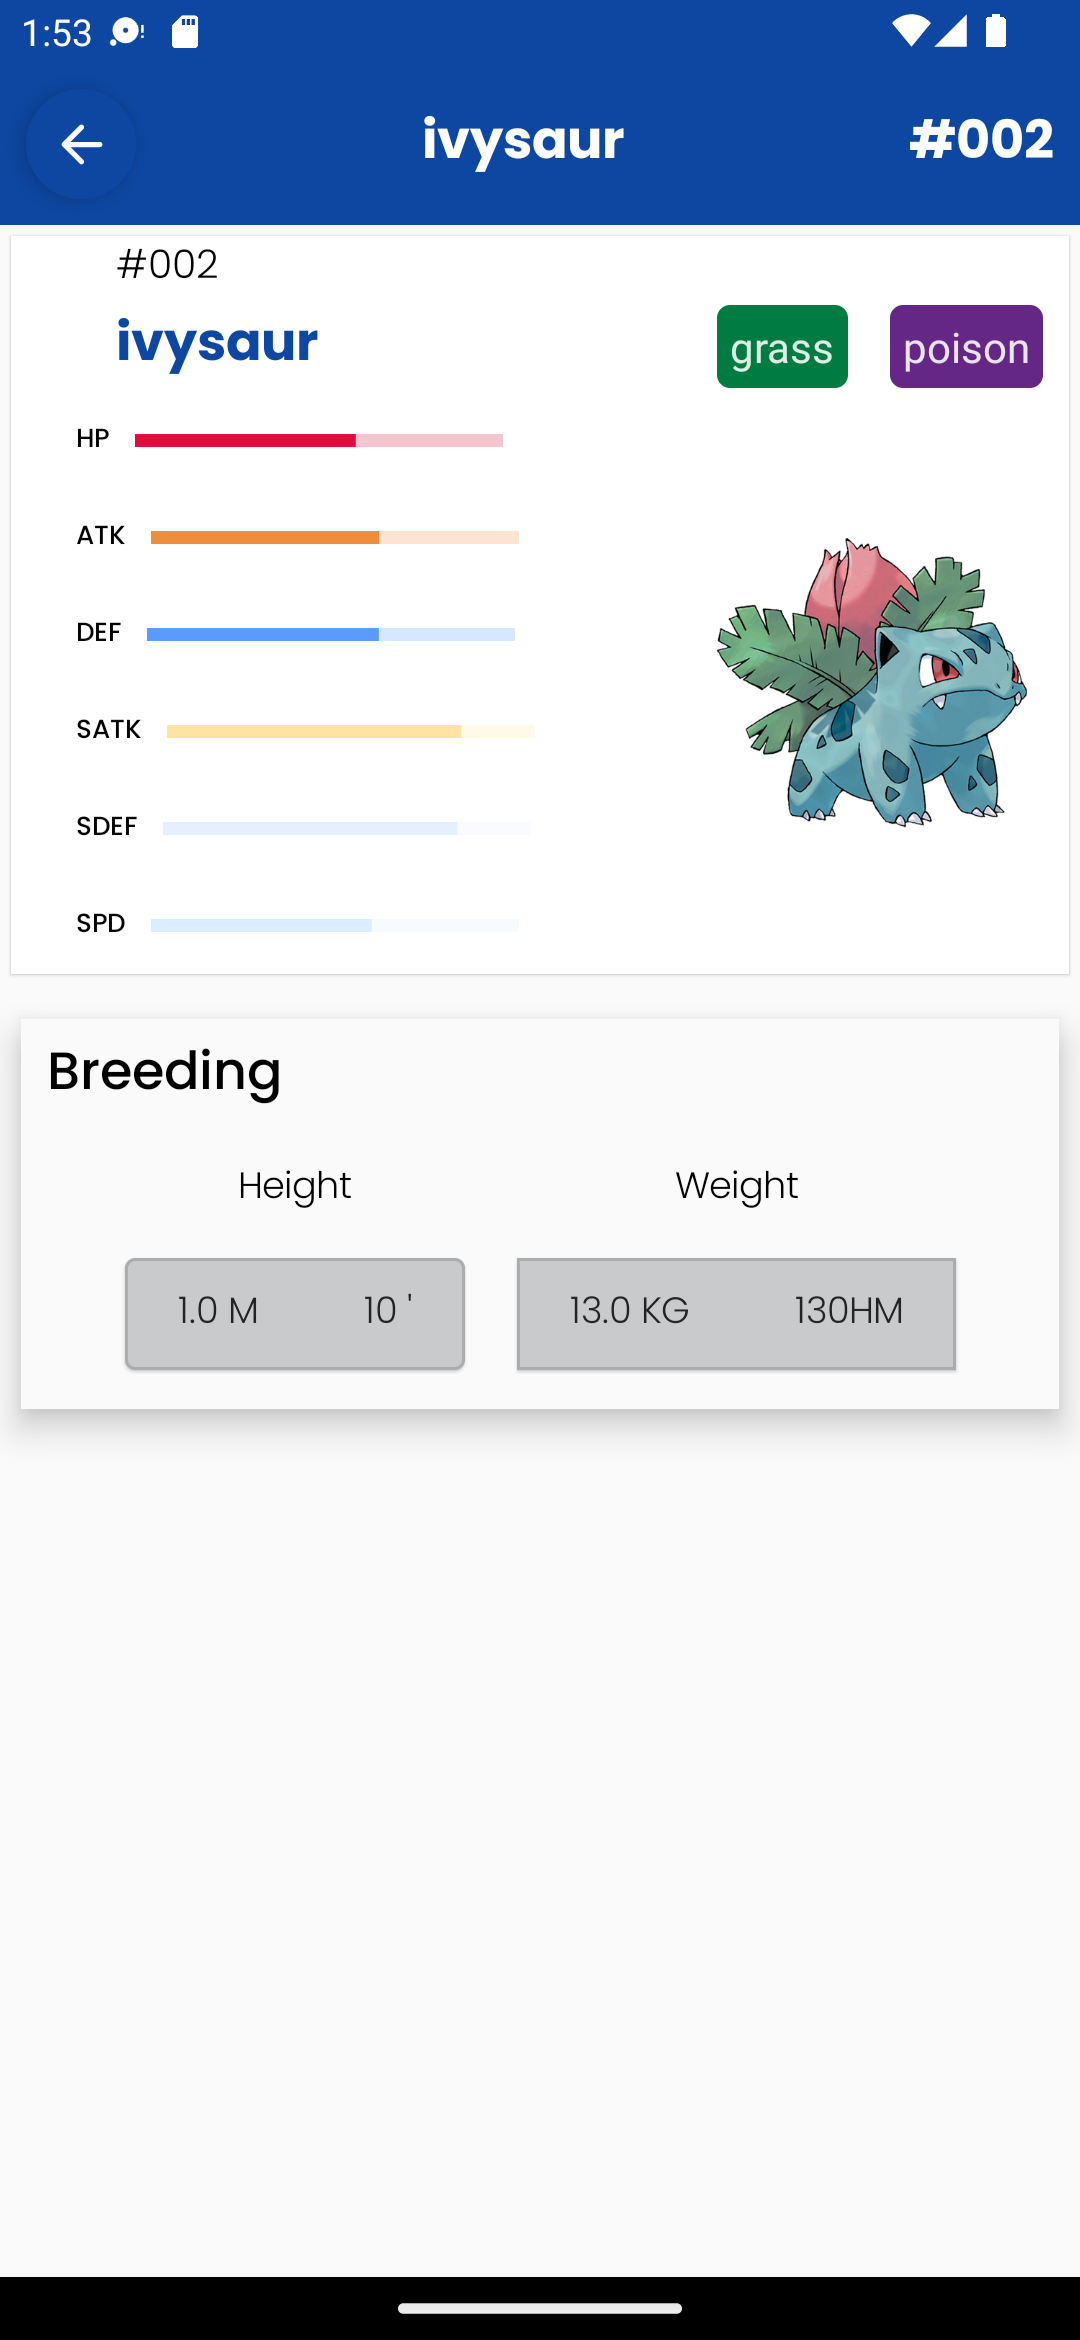 1:53
ivysaur #002
#002
ivysaur
grass poison
HP
ATK
DEF
SATK
SDEF
SPD
Breeding
Height Weight
1.0 M 10 ' 13.0 KG 130HM